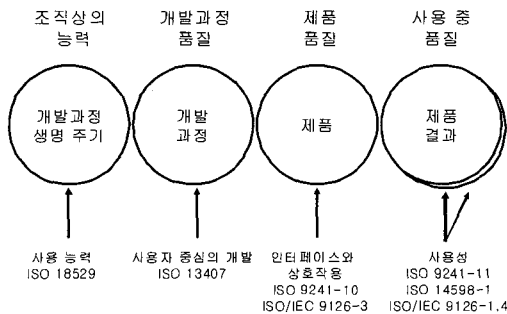 조직상의
능력
개발과정
품질
제품
품질
사용 중
품질
개발과정
생명 주기
개발
과정
제품
제품
결과
사용 능력
ISO 18529
사용자 중심의 개발
ISO 13407
인터페이스와
상호작용
ISO 9241-10
ISO/IEC 9126-3
사용성
ISO 9241-11
ISO 14598-1
ISO/IEC 9126-1,4